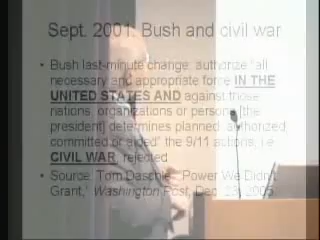 Sept. 2001: Bush and civil war
• Bush last-minute change: authorize "all
necessary and appropriate force IN THE
UNITED STATES AND against those
nations, organizations or persons [the
president] determines planned, authorized,
committed or aided" the 9/11 actions, i.e.
CIVIL WAR, rejected
• Source: Tom Daschle, "Power We Didn't
Grant," Washington Post, Dec. 23, 2005